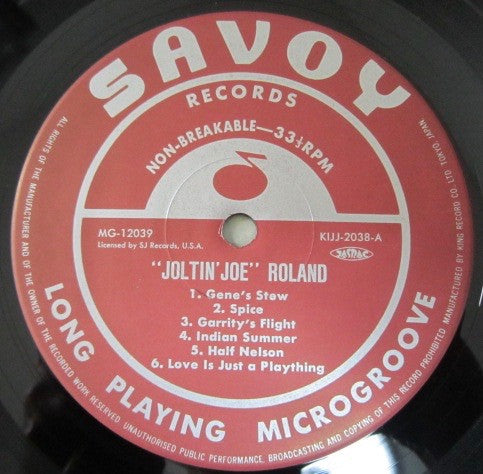 SAVOY
RECORDS
NON-BREAKABLE—33⅓RPM
MG-12039
Licensed by SJ Records, U.S.A.
KIJJ-2038-A
JASRAC
"JOLTIN'JOE" ROLAND
1. Gene's Stew
2. Spice
3. Garrity's Flight
4. Indian Summer
5. Half Nelson
6. Love Is Just a Plaything
LONG PLAYING MICROGROOVE
ALL RIGHTS OF THE MANUFACTURER AND OF THE OWNER OF THE RECORDED WORK RESERVED UNAUTHORISED PUBLIC PERFORMANCE, BROADCASTING AND COPYING OF THIS RECORD PROHIBITED MANUFACTURED BY KING RECORD CO. LTD TOKYO. JAPAN